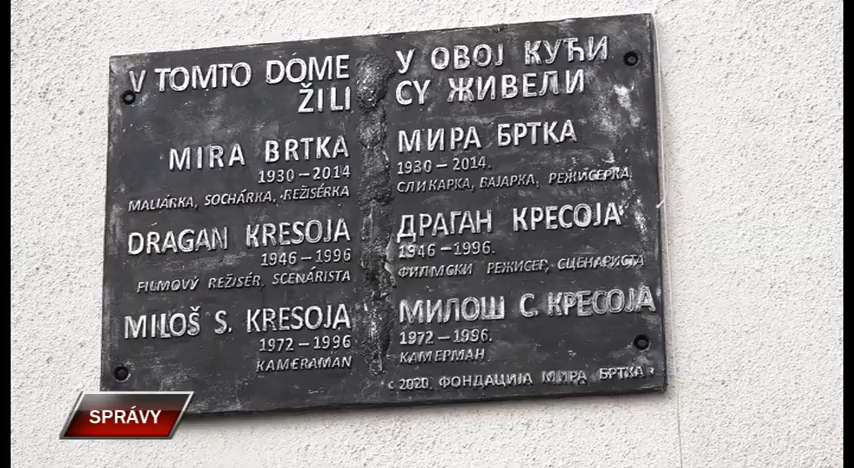 V TOMTO DOME
ŽILI
MIRA BRTKA
1930 – 2014
MALIARKA, SOCHÁRKA, REŽISÉRKA
DRAGAN KRESOJA
1946 – 1996
FILMOVÝ REŽISÉR, SCENÁRISTA
MILOŠ S. KRESOJA
1972 – 1996
KAMERAMAN
У ОВОЈ КУЋИ
СУ ЖИВЕЛИ
МИРА БРТКА
1930 – 2014.
СЛИКАРКА, ВАЈАРКА, РЕЖИСЕРКА
ДРАГАН КРЕСОЈА
1946 – 1996.
ФИЛМСКИ РЕЖИСЕР, СЦЕНАРИСТА
МИЛОШ С. КРЕСОЈА
1972 – 1996.
КАМЕРМАН
© 2020. ФОНДАЦИЈА МИРА БРТКА
SPRÁVY